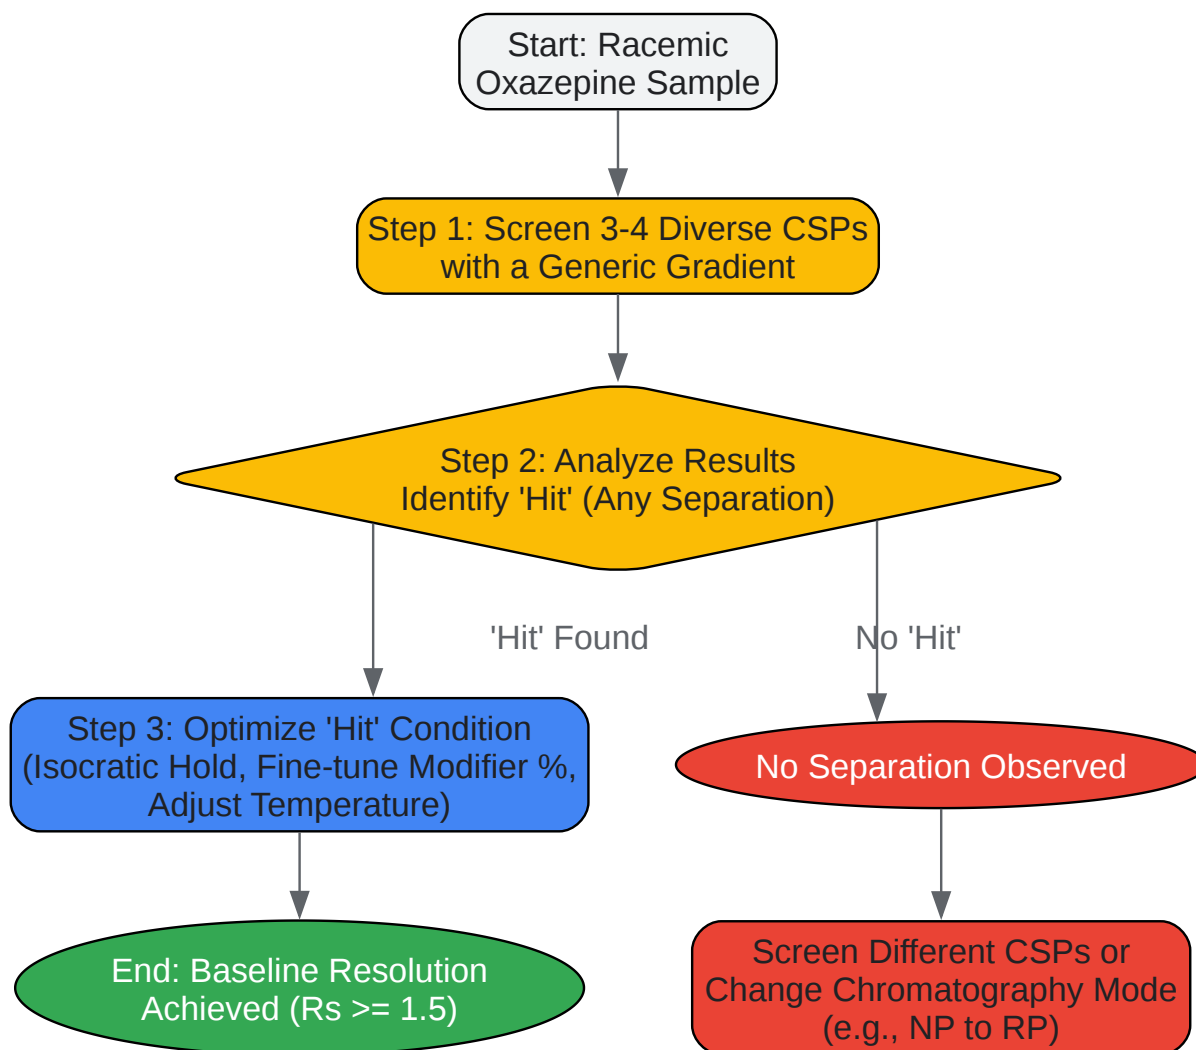 Start: Racemic
Oxazepine Sample
Step 1: Screen 3-4 Diverse CSPs
with a Generic Gradient
Step 2: Analyze Results
Identify 'Hit' (Any Separation)
'Hit' Found
No 'Hit'
Step 3: Optimize 'Hit' Condition
(Isocratic Hold, Fine-tune Modifier %,
Adjust Temperature)
No Separation Observed
End: Baseline Resolution
Achieved (Rs >= 1.5)
Screen Different CSPs or
Change Chromatography Mode
(e.g., NP to RP)